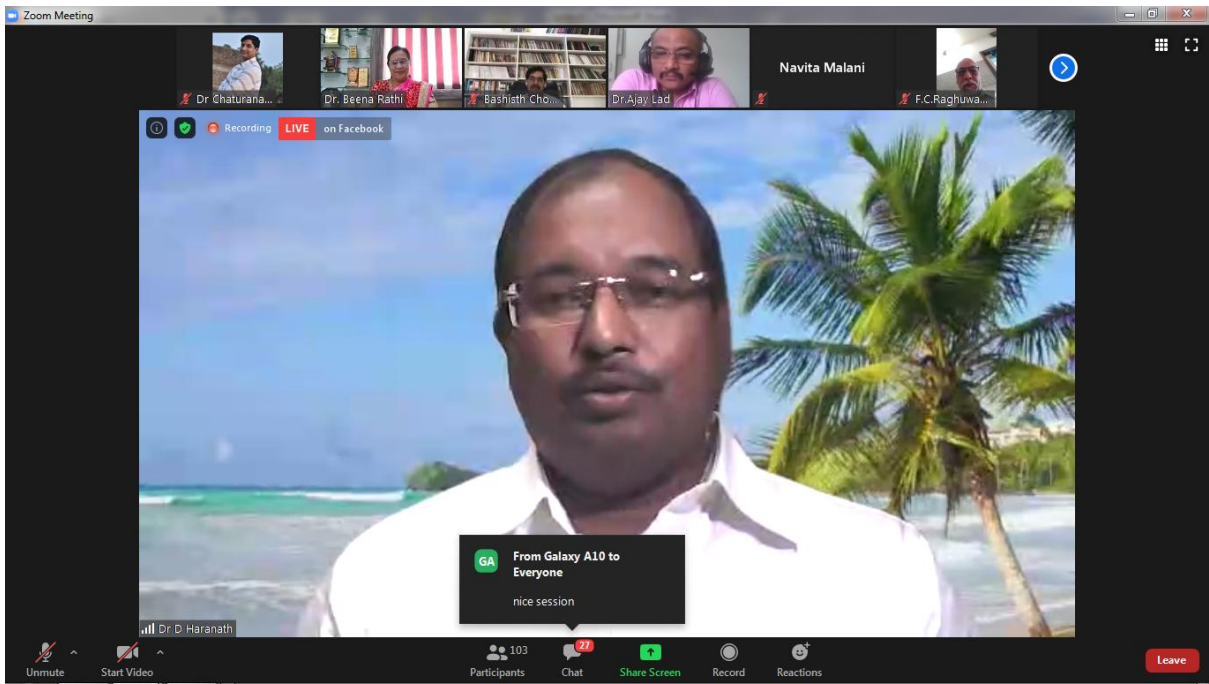 Zoom Meeting
Dr Chaturana...
Dr. Beena Rathi
Bashisth Cho...
Dr.Ajay Lad
Navita Malani
F.C.Raghuwa...
Recording LIVE on Facebook
From Galaxy A10 to
Everyone
GA
nice session
Dr D Haranath
Unmute
Start Video
103
Participants
27
Chat
Share Screen
Record
Reactions
Leave